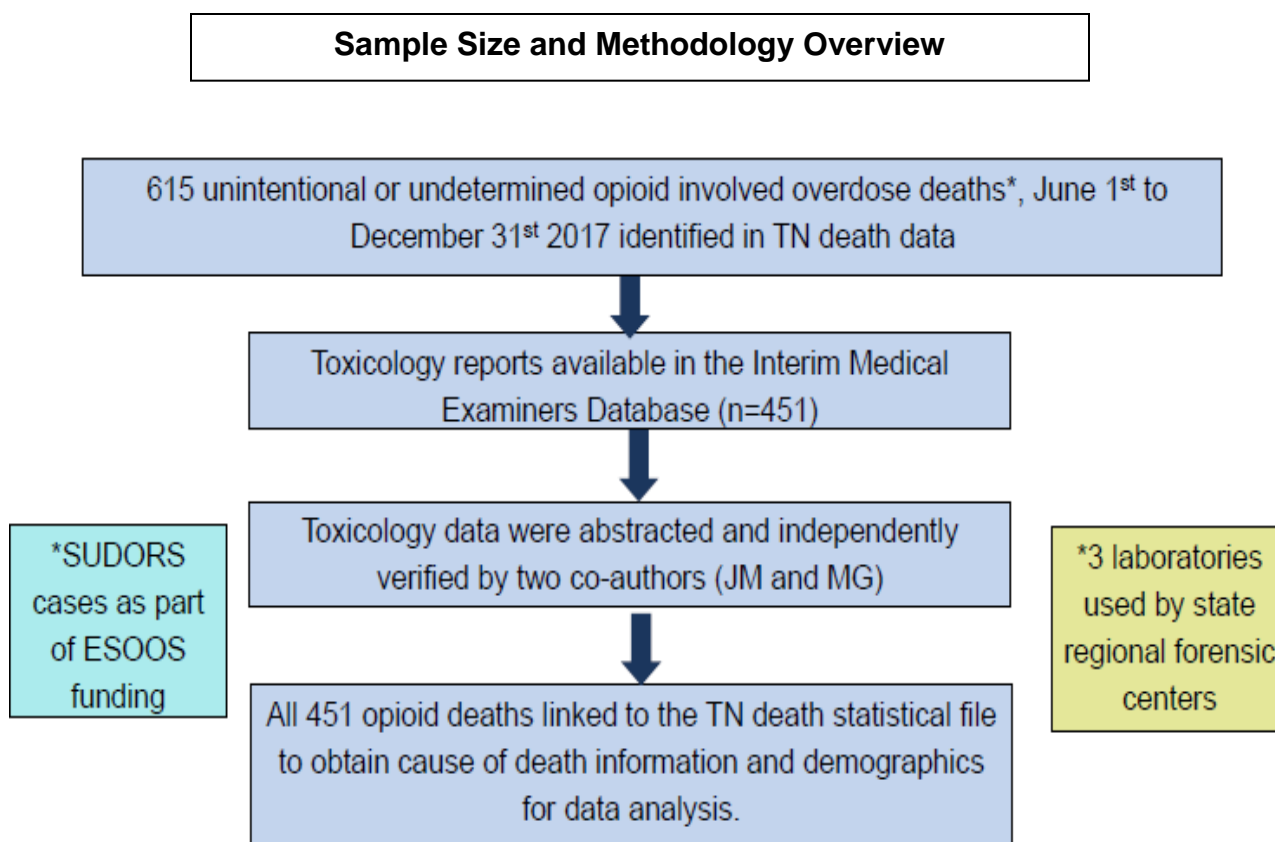 Sample Size and Methodology Overview
615 unintentional or undetermined opioid involved overdose deaths*, June 1st to
December 31st 2017 identified in TN death data
Toxicology reports available in the Interim Medical
Examiners Database (n=451)
Toxicology data were abstracted and independently
verified by two co-authors (JM and MG)
*SUDORS
cases as part
of ESOOS
funding
*3 laboratories
used by state
regional forensic
centers
All 451 opioid deaths linked to the TN death statistical file
to obtain cause of death information and demographics
for data analysis.